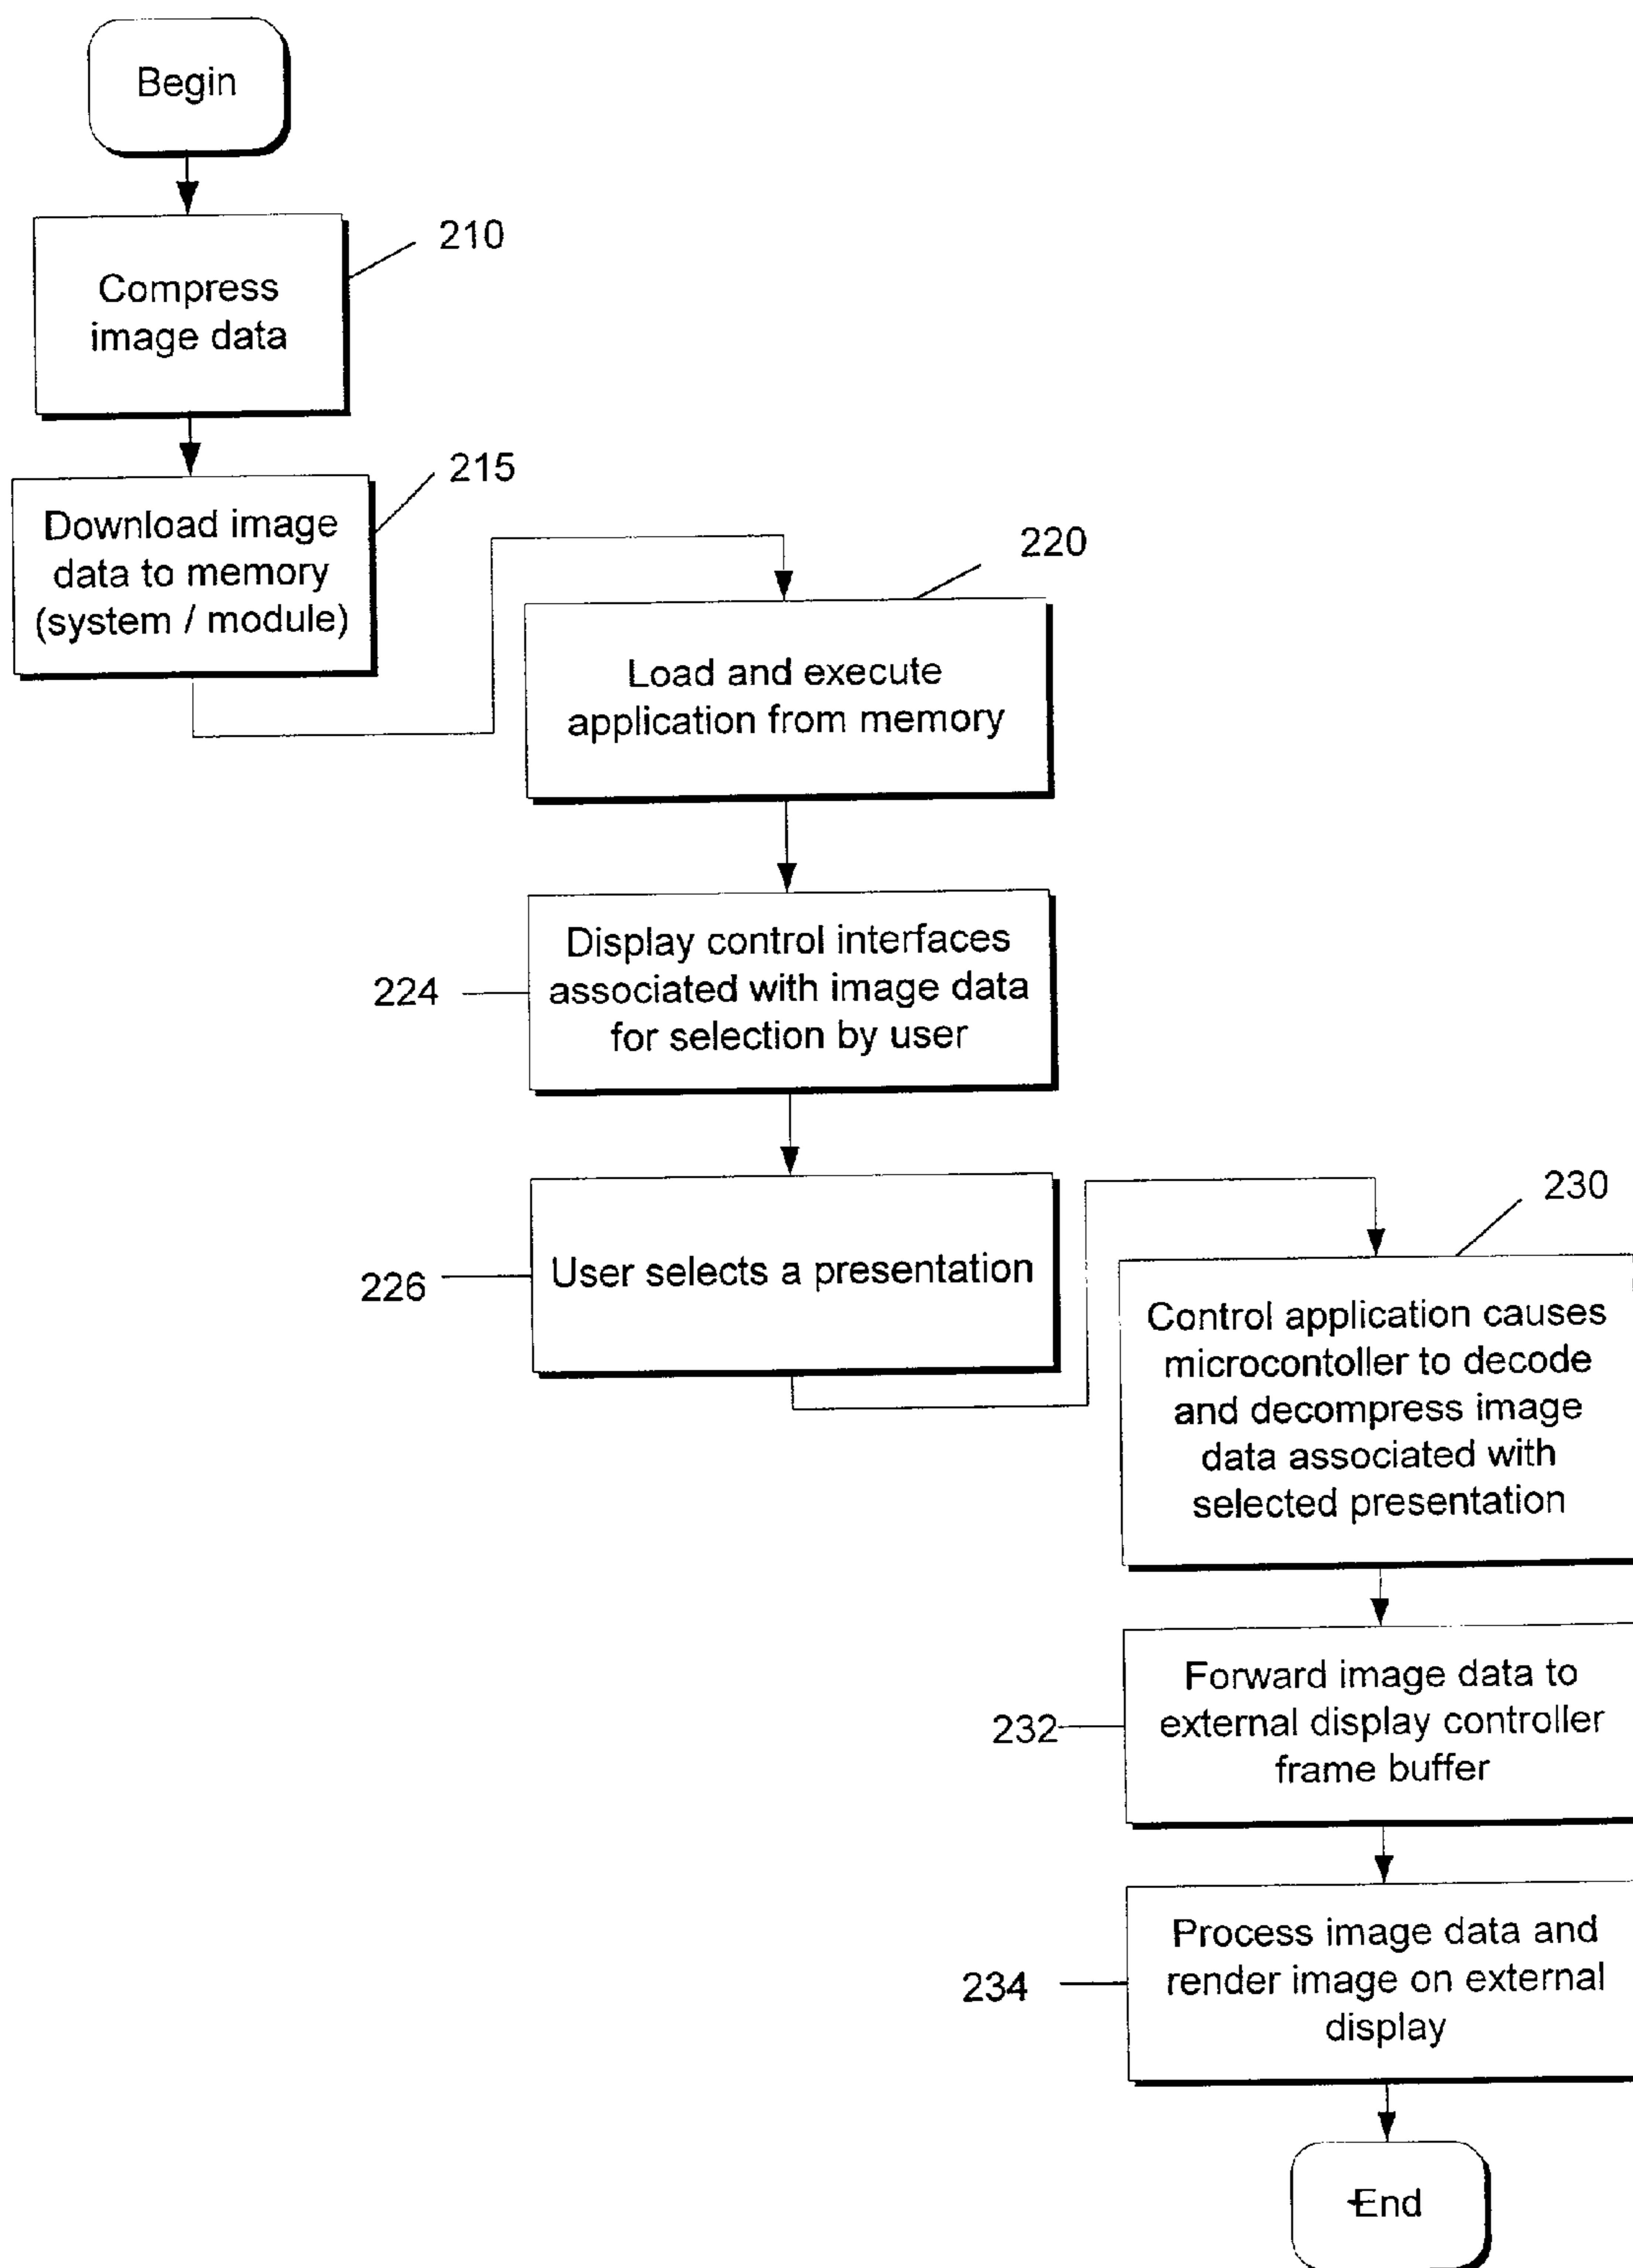 Begin
210
Compress
image data
215
Download image
data to memory
(system / module)
220
Load and execute
application from memory
224
Display control interfaces
associated with image data
for selection by user
226
User selects a presentation
230
Control application causes
microcontoller to decode
and decompress image
data associated with
selected presentation
232
Forward image data to
external display controller
frame buffer
234
Process image data and
render image on external
display
End